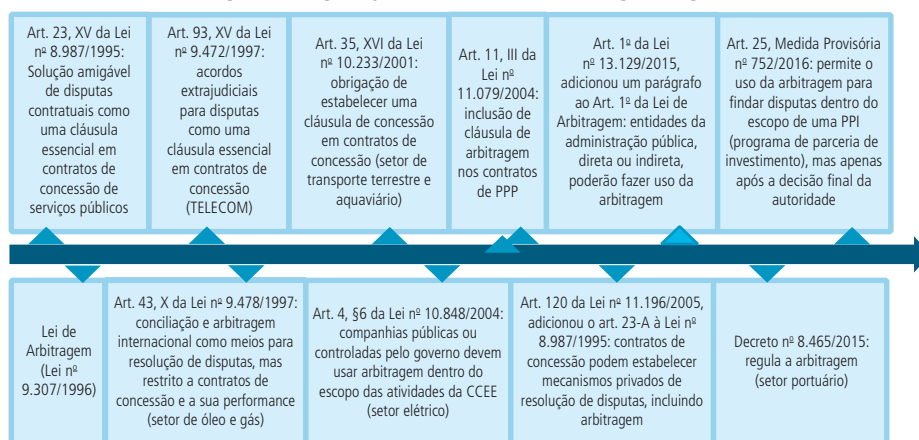 Art. 23, XV da Lei
nº 8.987/1995:
Solução amigável
de disputas
contratuais como
uma cláusula
essencial em
contratos de
concessão de
serviços públicos
Art. 93, XV da Lei
nº 9.472/1997:
acordos
extrajudiciais
para disputas
como uma
cláusula essencial
em contratos de
concessão
(TELECOM)
Art. 35, XVI da Lei
nº 10.233/2001:
obrigação de
estabelecer uma
cláusula de concessão
em contratos de
concessão (setor de
transporte terrestre e
aquaviário)
Art. 11, III da
Lei nº
11.079/2004:
inclusão de
cláusula de
arbitragem
nos contratos
de PPP
Art. 1º da Lei
nº 13.129/2015,
adicionou um parágrafo
ao Art. 1º da Lei de
Arbitragem: entidades da
administração pública,
direta ou indireta,
poderão fazer uso da
arbitragem
Art. 25, Medida Provisória
nº 752/2016: permite o
uso da arbitragem para
findar disputas dentro do
escopo de uma PPI
(programa de parceria de
investimento), mas apenas
após a decisão final da
autoridade
Lei de
Arbitragem
(Lei nº
9.307/1996)
Art. 43, X da Lei nº 9.478/1997:
conciliação e arbitragem
internacional como meios para
resolução de disputas, mas
restrito a contratos de
concessão e a sua performance
(setor de óleo e gás)
Art. 4, §6 da Lei nº 10.848/2004:
companhias públicas ou
controladas pelo governo devem
usar arbitragem dentro do
escopo das atividades da CCEE
(setor elétrico)
Art. 120 da Lei nº 11.196/2005,
adicionou o art. 23-A à Lei nº
8.987/1995: contratos de
concessão podem estabelecer
mecanismos privados de
resolução de disputas, incluindo
arbitragem
Decreto nº 8.465/2015:
regula a arbitragem
(setor portuário)